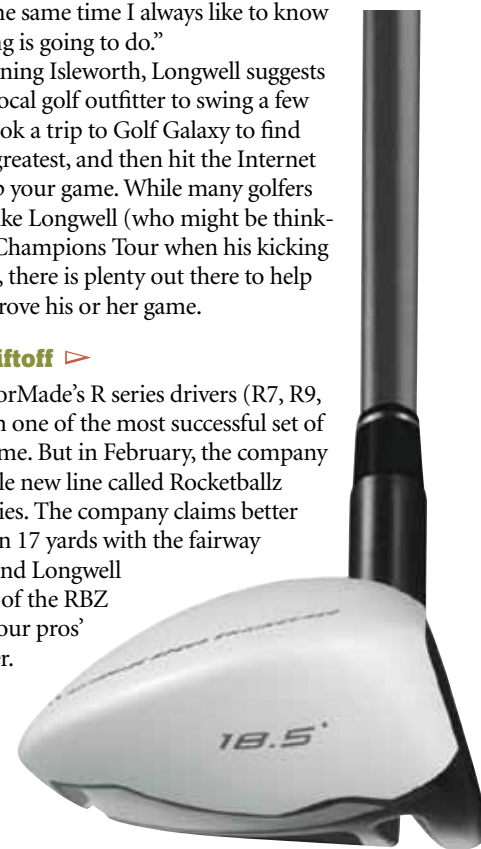 ne same time I always like to know
ng is going to do.”
ning Isleworth, Longwell suggests
ocal golf outfitter to swing a few
ook a trip to Golf Galaxy to find
greatest, and then hit the Internet
p your game. While many golfers
ke Longwell (who might be think-
Champions Tour when his kicking
, there is plenty out there to help
rove his or her game.
iftoff
orMade’s R series drivers (R7, R9,
n one of the most successful set of
me. But in February, the company
le new line called Rocketballz
ies. The company claims better
n 17 yards with the fairway
nd Longwell
of the RBZ
our pros’
er.
18.5°